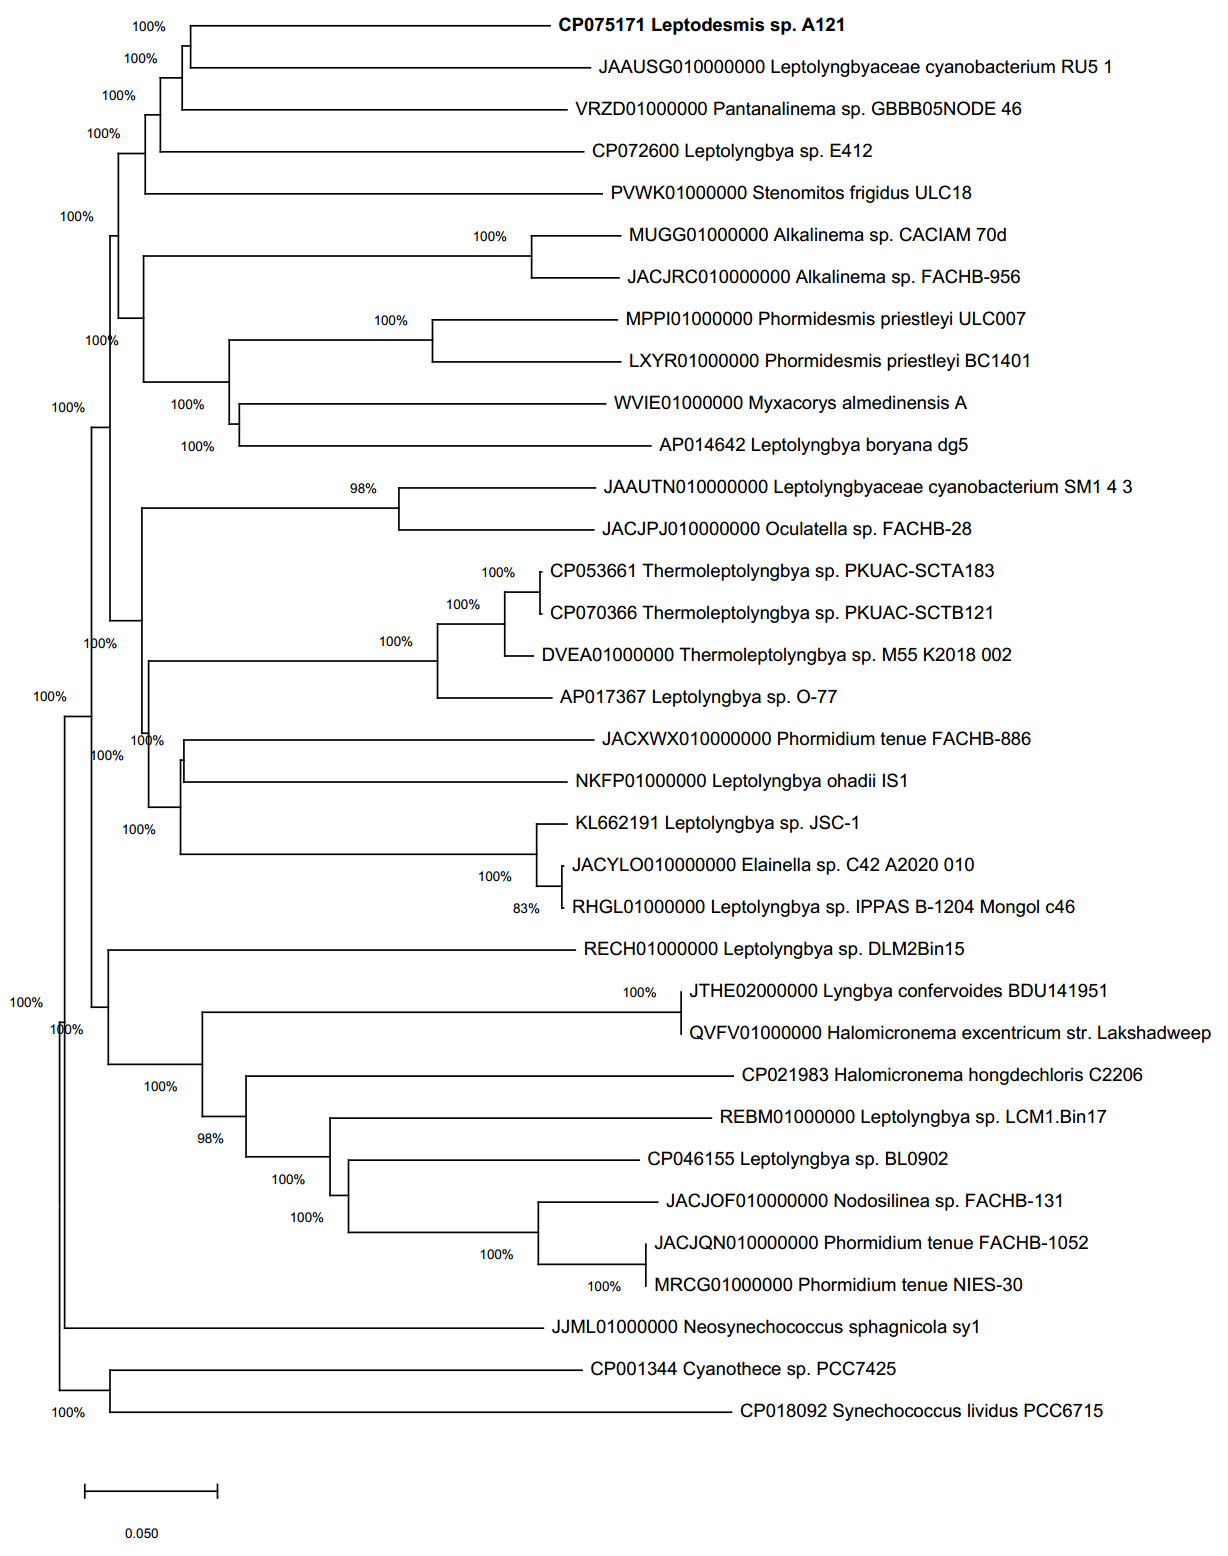 100%
CP075171 Leptodesmis sp. A121
100%
JAAUSG010000000 Leptolyngbyaceae cyanobacterium RU5 1
100%
VRZD01000000 Pantanalinema sp. GBBB05NODE 46
100%
CP072600 Leptolyngbya sp. E412
PVWK01000000 Stenomitos frigidus ULC18
100%
100%
MUGG01000000 Alkalinema sp. CACIAM 70d
JACJRC010000000 Alkalinema sp. FACHB-956
100%
MPPI01000000 Phormidesmis priestleyi ULC007
100%
LXYR01000000 Phormidesmis priestleyi BC1401
100%
100%
WVIE01000000 Myxacorys almedinensis A
100%
AP014642 Leptolyngbya boryana dg5
98%
JAAUTN010000000 Leptolyngbyaceae cyanobacterium SM1 4 3
JACJPJ010000000 Oculatella sp. FACHB-28
100%
CP053661 Thermoleptolyngbya sp. PKUAC-SCTA183
100%
CP070366 Thermoleptolyngbya sp. PKUAC-SCTB121
100%
100%
DVEA01000000 Thermoleptolyngbya sp. M55 K2018 002
100%
AP017367 Leptolyngbya sp. O-77
100%
JACXWX010000000 Phormidium tenue FACHB-886
100%
NKFP01000000 Leptolyngbya ohadii IS1
100%
KL662191 Leptolyngbya sp. JSC-1
100%
JACYLO010000000 Elainella sp. C42 A2020 010
83%
RHGL01000000 Leptolyngbya sp. IPPAS B-1204 Mongol c46
RECH01000000 Leptolyngbya sp. DLM2Bin15
100%
100%
JTHE02000000 Lyngbya confervoides BDU141951
100%
QVFV01000000 Halomicronema excentricum str. Lakshadweep
100%
CP021983 Halomicronema hongdechloris C2206
98%
REBM01000000 Leptolyngbya sp. LCM1.Bin17
100%
CP046155 Leptolyngbya sp. BL0902
100%
JACJOF010000000 Nodosilinea sp. FACHB-131
100%
JACJQN010000000 Phormidium tenue FACHB-1052
100%
MRCG01000000 Phormidium tenue NIES-30
JJML01000000 Neosynechococcus sphagnicola sy1
CP001344 Cyanothece sp. PCC7425
100%
CP018092 Synechococcus lividus PCC6715
0.050